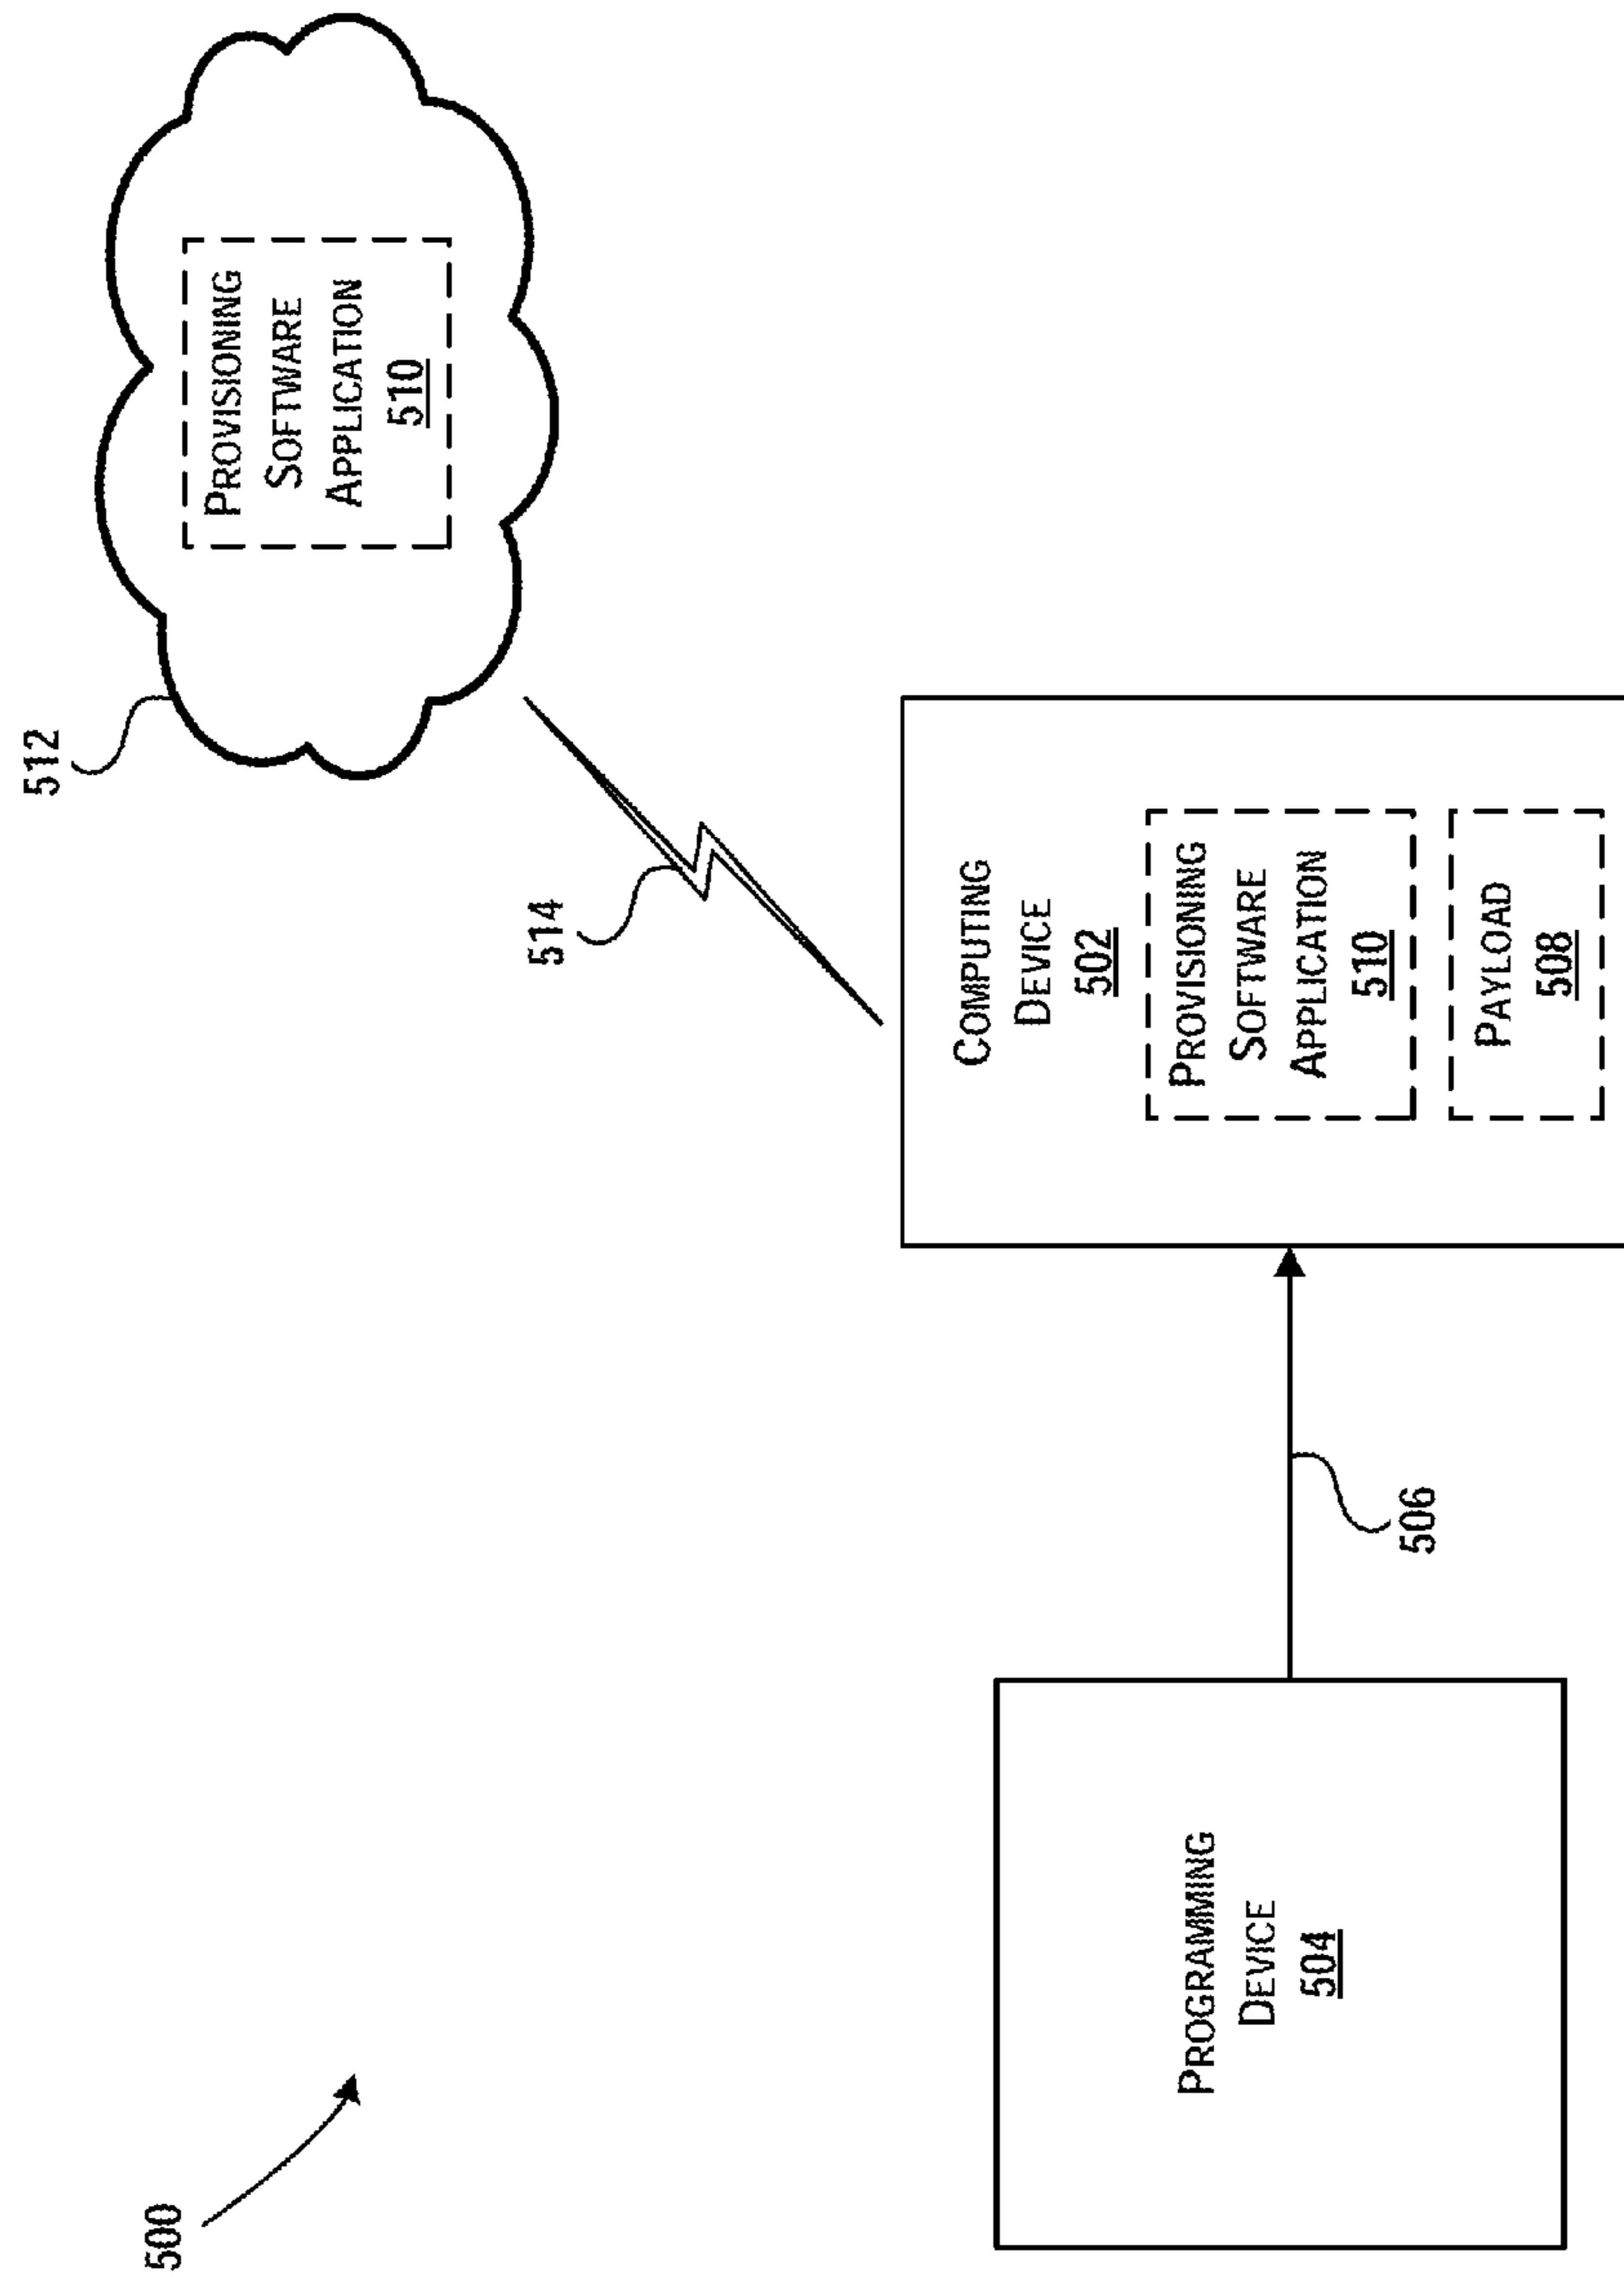 500
512
PROVISIONING
SOFTWARE
APPLICATION
510
514
PROGRAMMING
DEVICE
504
506
COMPUTING
DEVICE
502
PROVISIONING
SOFTWARE
APPLICATION
510
PAYLOAD
508